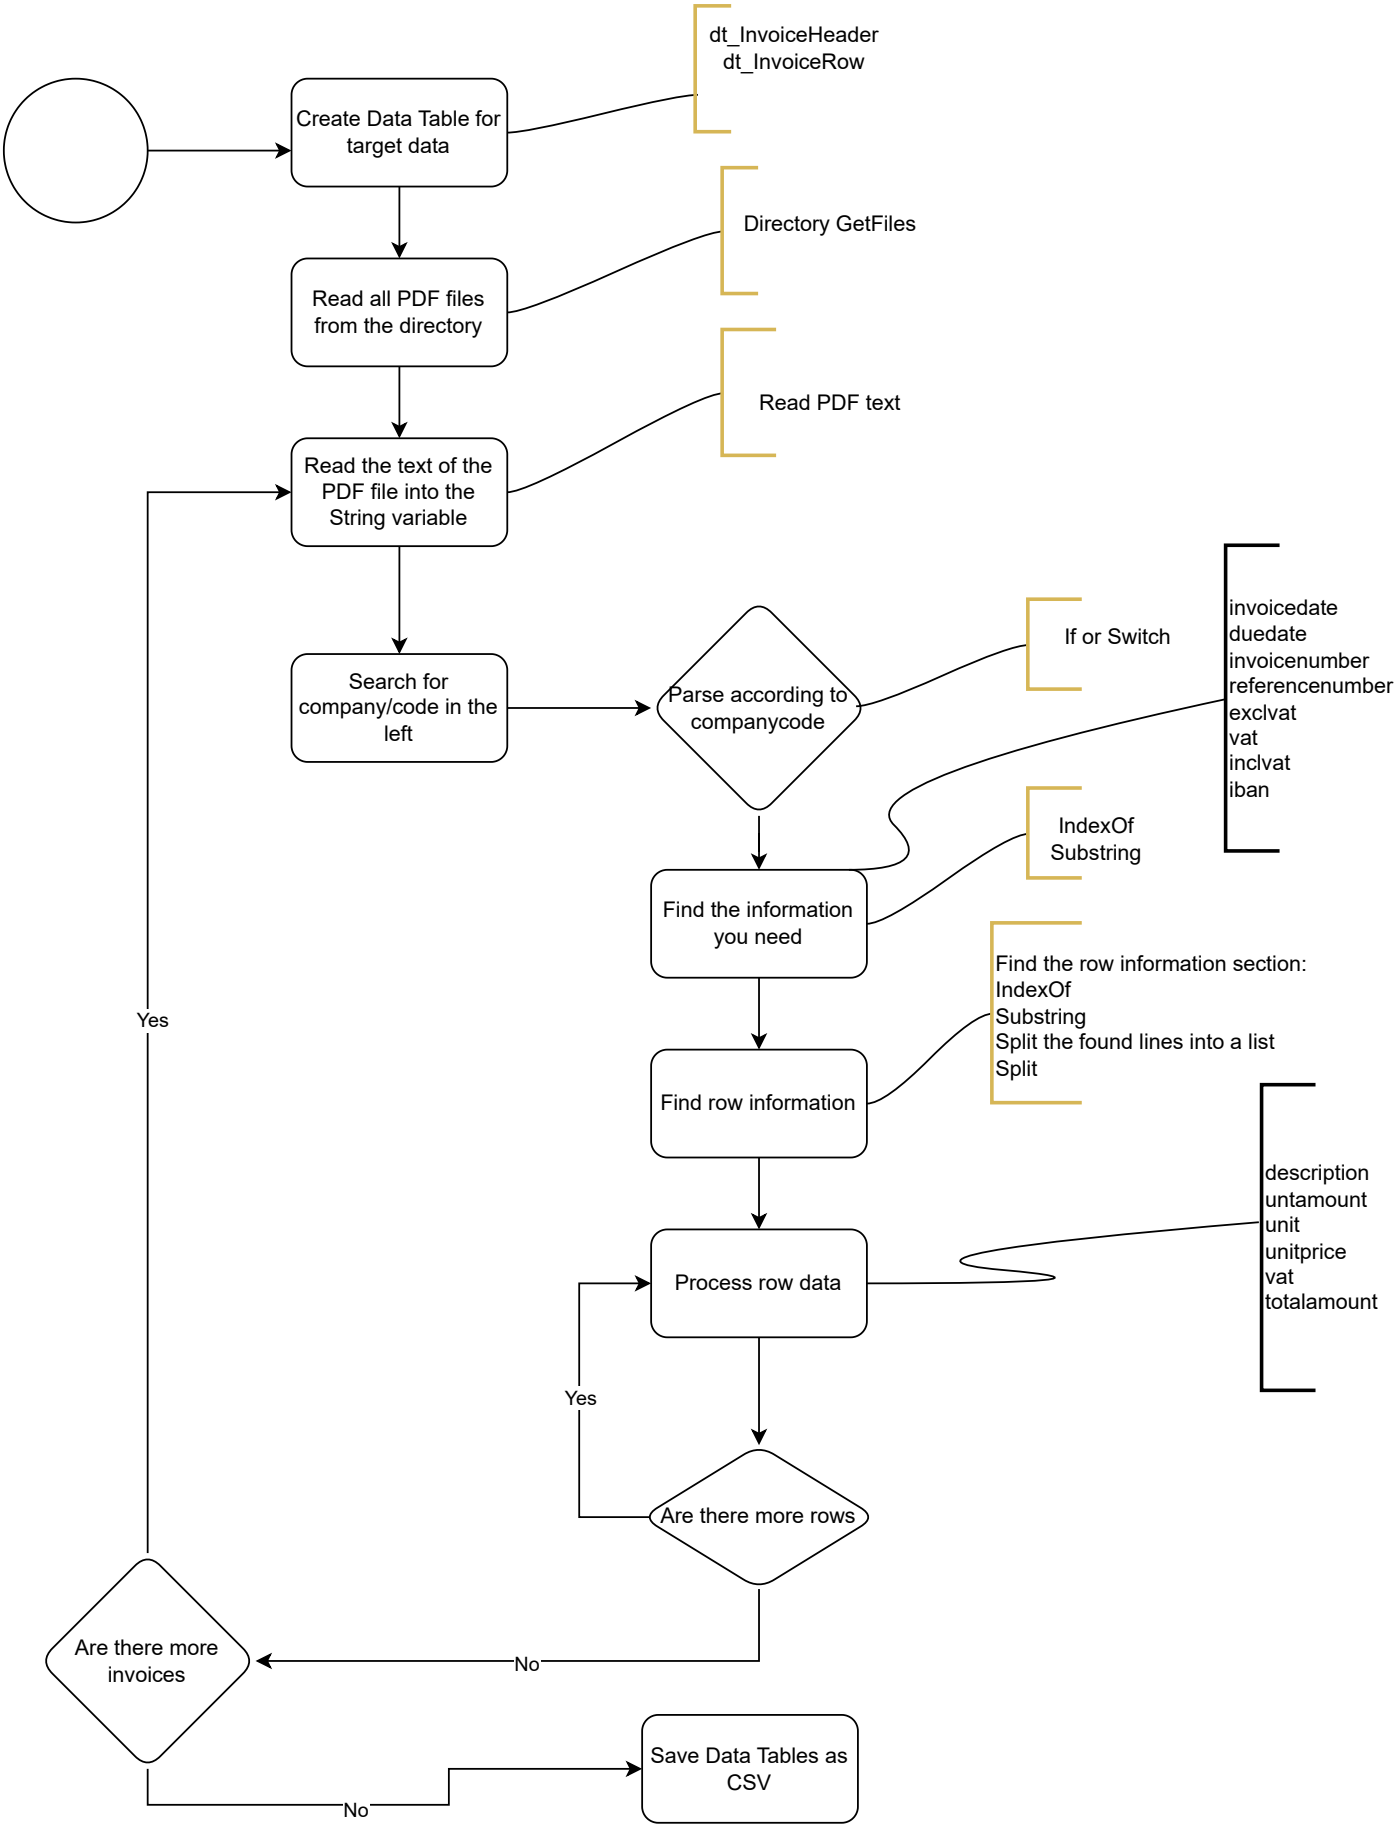 dt_InvoiceHeader
dt_InvoiceRow
Create Data Table for
target data
Directory GetFiles
Read all PDF files
from the directory
Read PDF text
Read the text of the
PDF file into the
String variable
If or Switch
invoicedate
duedate
invoicenumber
referencenumber
exclvat
vat
inclvat
iban
Search for
company/code in the
left
Parse according to
companycode
IndexOf
Substring
Find the information
you need
Find the row information section:
IndexOf
Substring
Split the found lines into a list
Split
Yes
Find row information
description
untamount
unit
unitprice
vat
totalamount
Process row data
Yes
Are there more rows
Are there more
invoices
No
Save Data Tables as
CSV
No